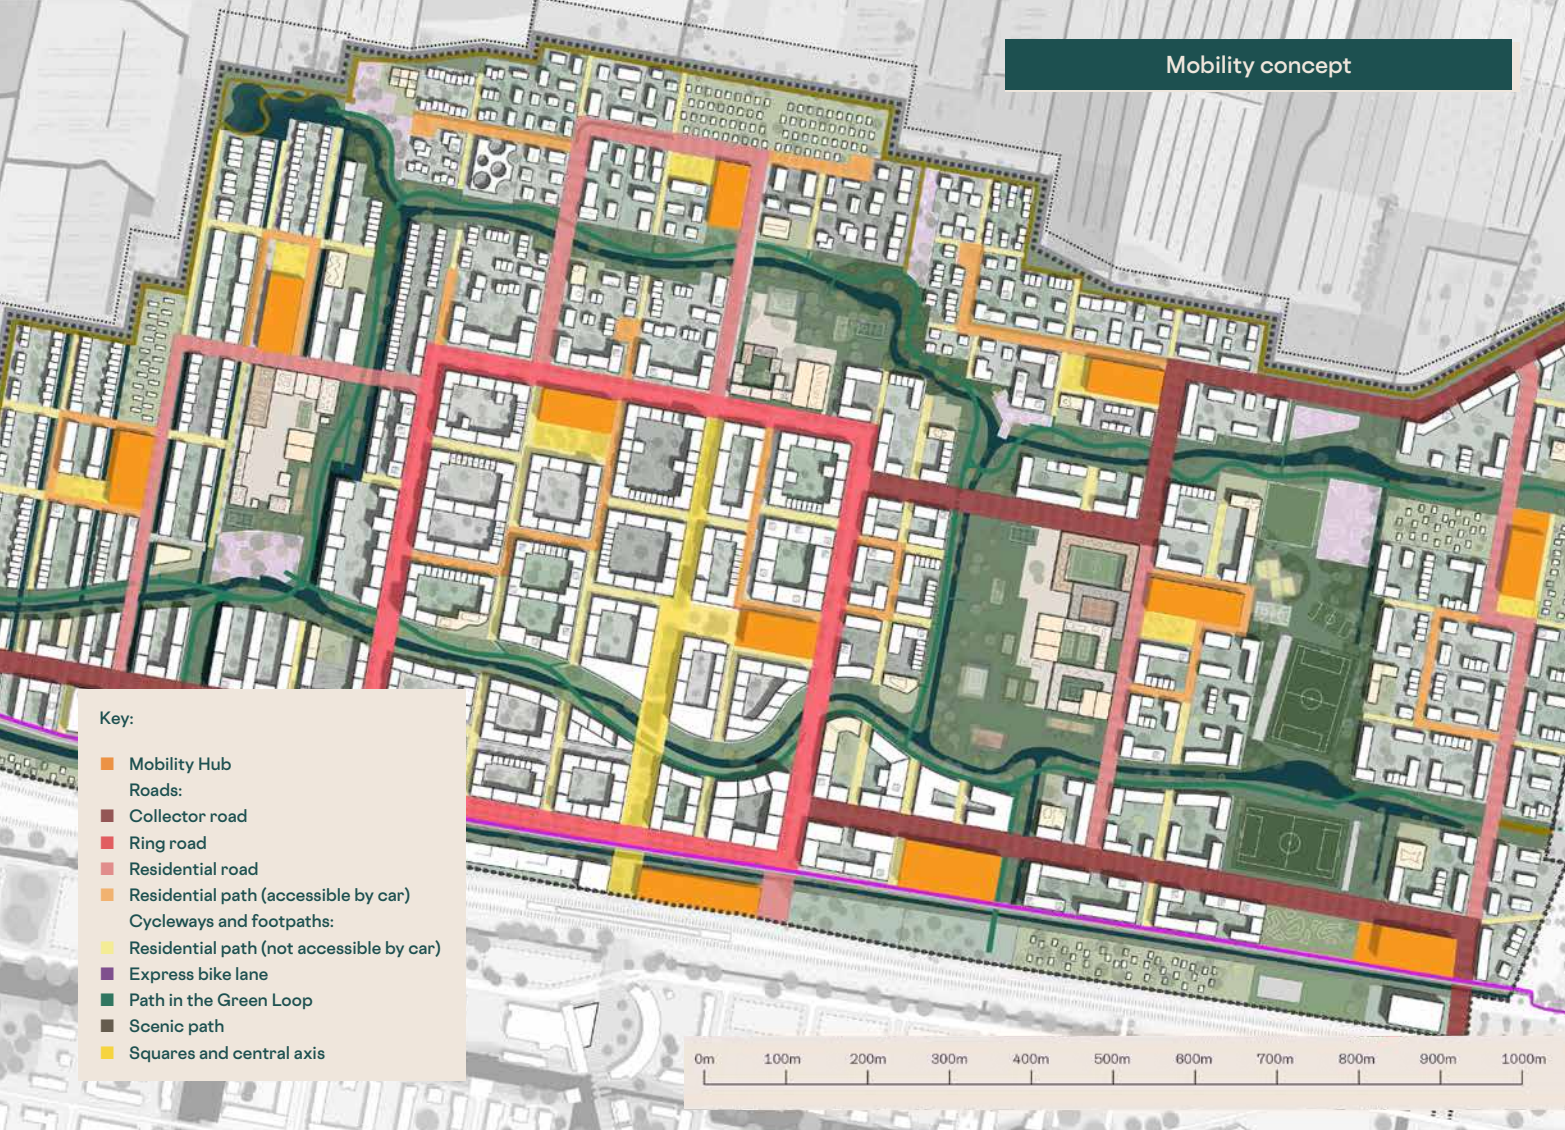 Mobility concept
Key:
Mobility Hub
Roads:
Collector road
Ring road
Residential road
Residential path (accessible by car)
Cycleways and footpaths:
Residential path (not accessible by car)
Express bike lane
Path in the Green Loop
Scenic path
Squares and central axis
0m 100m 200m 300m 400m 500m 600m 700m 800m 900m 1000m